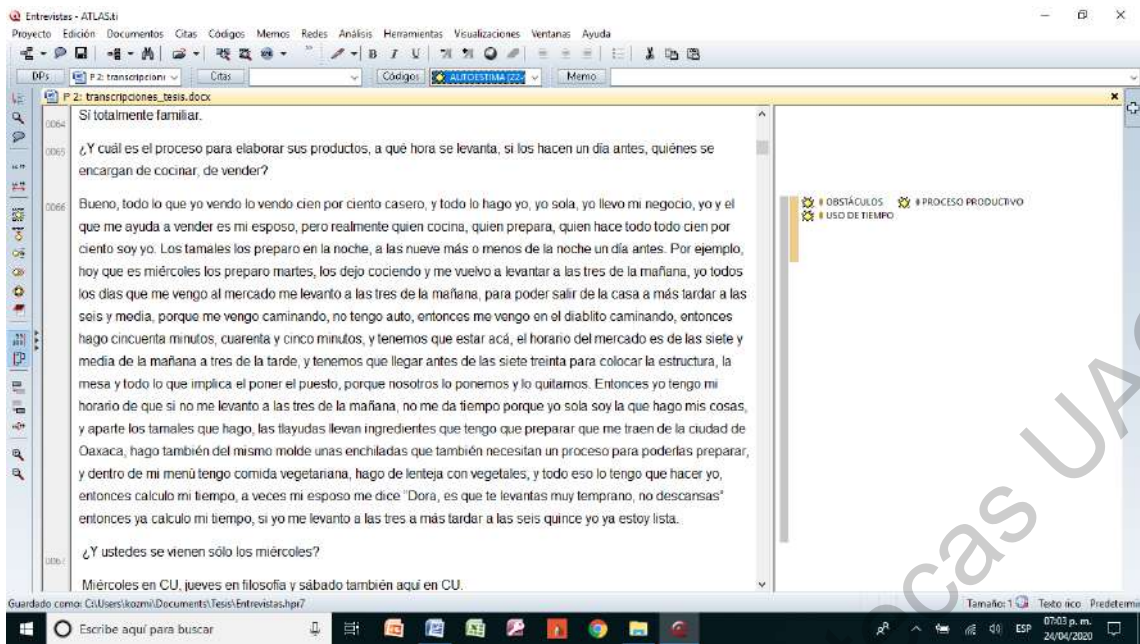 Entrevistas - ATLAS.ti
Proyecto Edición Documentos Citas Códigos Memos Redes Análisis Herramientas Visualizaciones Ventanas Ayuda
B I U
DPs P 2: transcripcioni Citas Códigos AUTOESTIMA {22- Memo
P 2: transcripciones_tesis.docx
0064 Sí totalmente familiar.
0065 ¿Y cuál es el proceso para elaborar sus productos, a qué hora se levanta, si los hacen un día antes, quiénes se
encargan de cocinar, de vender?
0066 Bueno, todo lo que yo vendo lo vendo cien por ciento casero, y todo lo hago yo, yo sola, yo llevo mi negocio, yo y el
que me ayuda a vender es mi esposo, pero realmente quien cocina, quien prepara, quien hace todo todo cien por
ciento soy yo. Los tamales los preparo en la noche, a las nueve más o menos de la noche un día antes. Por ejemplo,
hoy que es miércoles los preparo martes, los dejo cociendo y me vuelvo a levantar a las tres de la mañana, yo todos
los días que me vengo al mercado me levanto a las tres de la mañana, para poder salir de la casa a más tardar a las
seis y media, porque me vengo caminando, no tengo auto, entonces me vengo en el diablito caminando, entonces
hago cincuenta minutos, cuarenta y cinco minutos, y tenemos que estar acá, el horario del mercado es de las siete y
media de la mañana a tres de la tarde, y tenemos que llegar antes de las siete treinta para colocar la estructura, la
mesa y todo lo que implica el poner el puesto, porque nosotros lo ponemos y lo quitamos. Entonces yo tengo mi
horario de que si no me levanto a las tres de la mañana, no me da tiempo porque yo sola soy la que hago mis cosas,
y aparte los tamales que hago, las tlayudas llevan ingredientes que tengo que preparar que me traen de la ciudad de
Oaxaca, hago también del mismo molde unas enchiladas que también necesitan un proceso para poderlas preparar,
y dentro de mi menú tengo comida vegetariana, hago de lenteja con vegetales, y todo eso lo tengo que hacer yo,
entonces calculo mi tiempo, a veces mi esposo me dice "Dora, es que te levantas muy temprano, no descansas"
entonces ya calculo mi tiempo, si yo me levanto a las tres a más tardar a las seis quince yo ya estoy lista.
¿Y ustedes se vienen sólo los miércoles?
Miércoles en CU, jueves en filosofía y sábado también aquí en CU.
OBSTÁCULOS PROCESO PRODUCTIVO
USO DE TIEMPO
Guardado como: C:\Users\kozmi\Documents\Tesis\Entrevistas.hpr7 Tamaño: 1 Texto rico Predetermi
Escribe aquí para buscar ESP 07:03 p. m.
24/04/2020